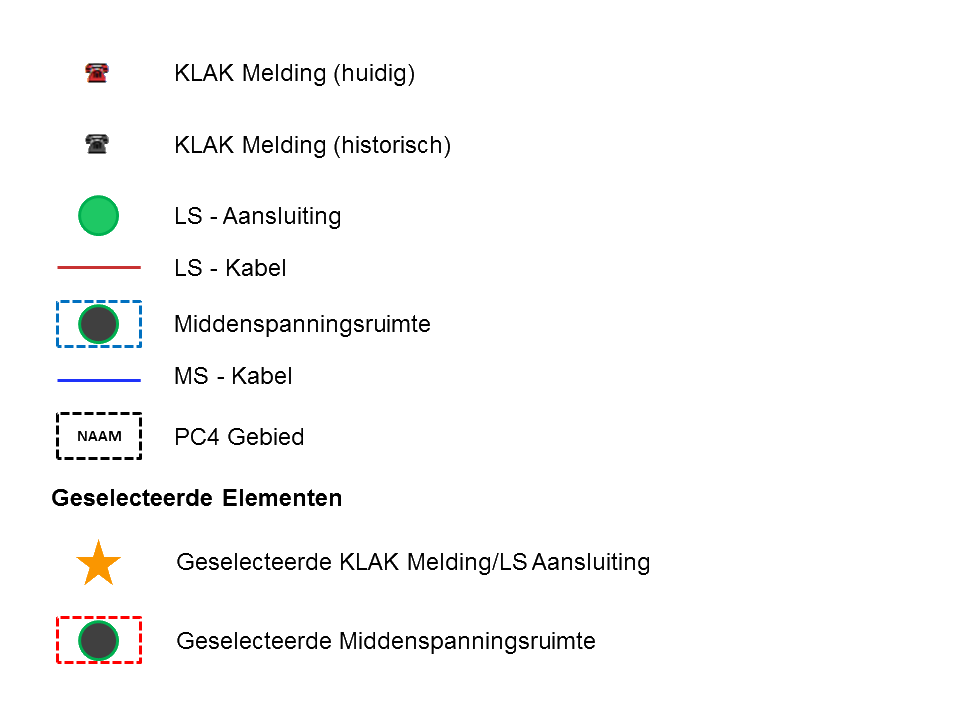 KLAK Melding (huidig)
KLAK Melding (historisch)
LS - Aansluiting
LS - Kabel
Middenspanningsruimte
MS - Kabel
NAAM PC4 Gebied
Geselecteerde Elementen
Geselecteerde KLAK Melding/LS Aansluiting
Geselecteerde Middenspanningsruimte